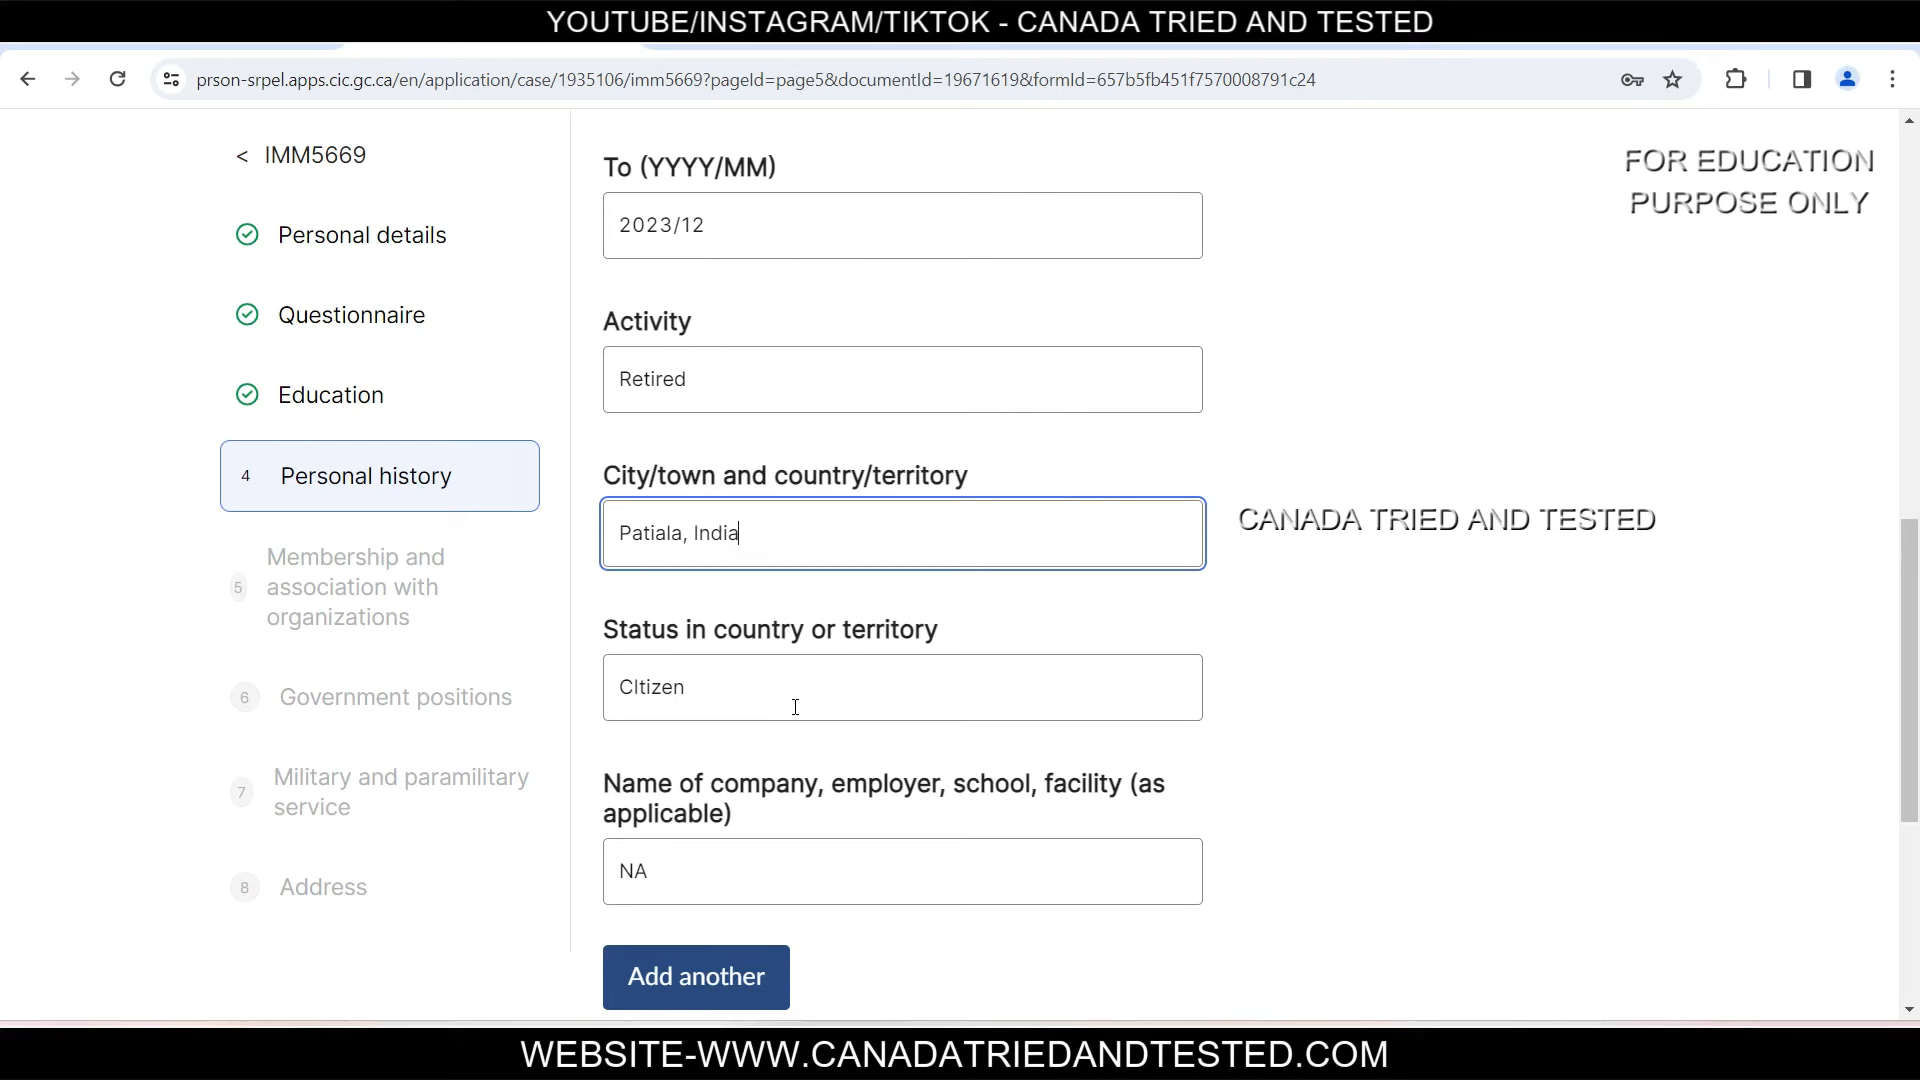 YOUTUBE/INSTAGRAM/TIKTOK - CANADA TRIED AND TESTED
prson-srpel.apps.cic.gc.ca/en/application/case/1935106/imm5669?pageId=page5&documentId=19671619&formId=657b5fb451f7570008791c24
< IMM5669
Personal details
Questionnaire
Education
4 Personal history
5 Membership and
association with
organizations
6 Government positions
7 Military and paramilitary
service
8 Address
To (YYYY/MM)
2023/12
Activity
Retired
City/town and country/territory
Patiala, India
Status in country or territory
CItizen
Name of company, employer, school, facility (as
applicable)
NA
Add another
FOR EDUCATION
PURPOSE ONLY
CANADA TRIED AND TESTED
WEBSITE-WWW.CANADATRIEDANDTESTED.COM